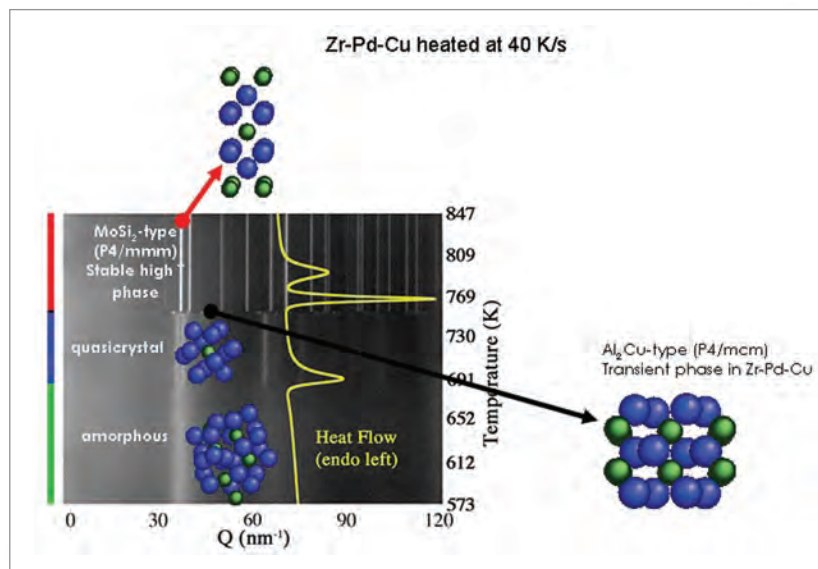 Zr-Pd-Cu heated at 40 K/s
MoSi₂-type
(P4/mmm)
Stable high
phase
quasicrystal
amorphous
Heat Flow
(endo left)
847
809
769
730
691
652
612
573
Temperature (K)
0 30 60 90 120
Q (nm⁻¹)
Al₂Cu-type (P4/mcm)
Transient phase in Zr-Pd-Cu